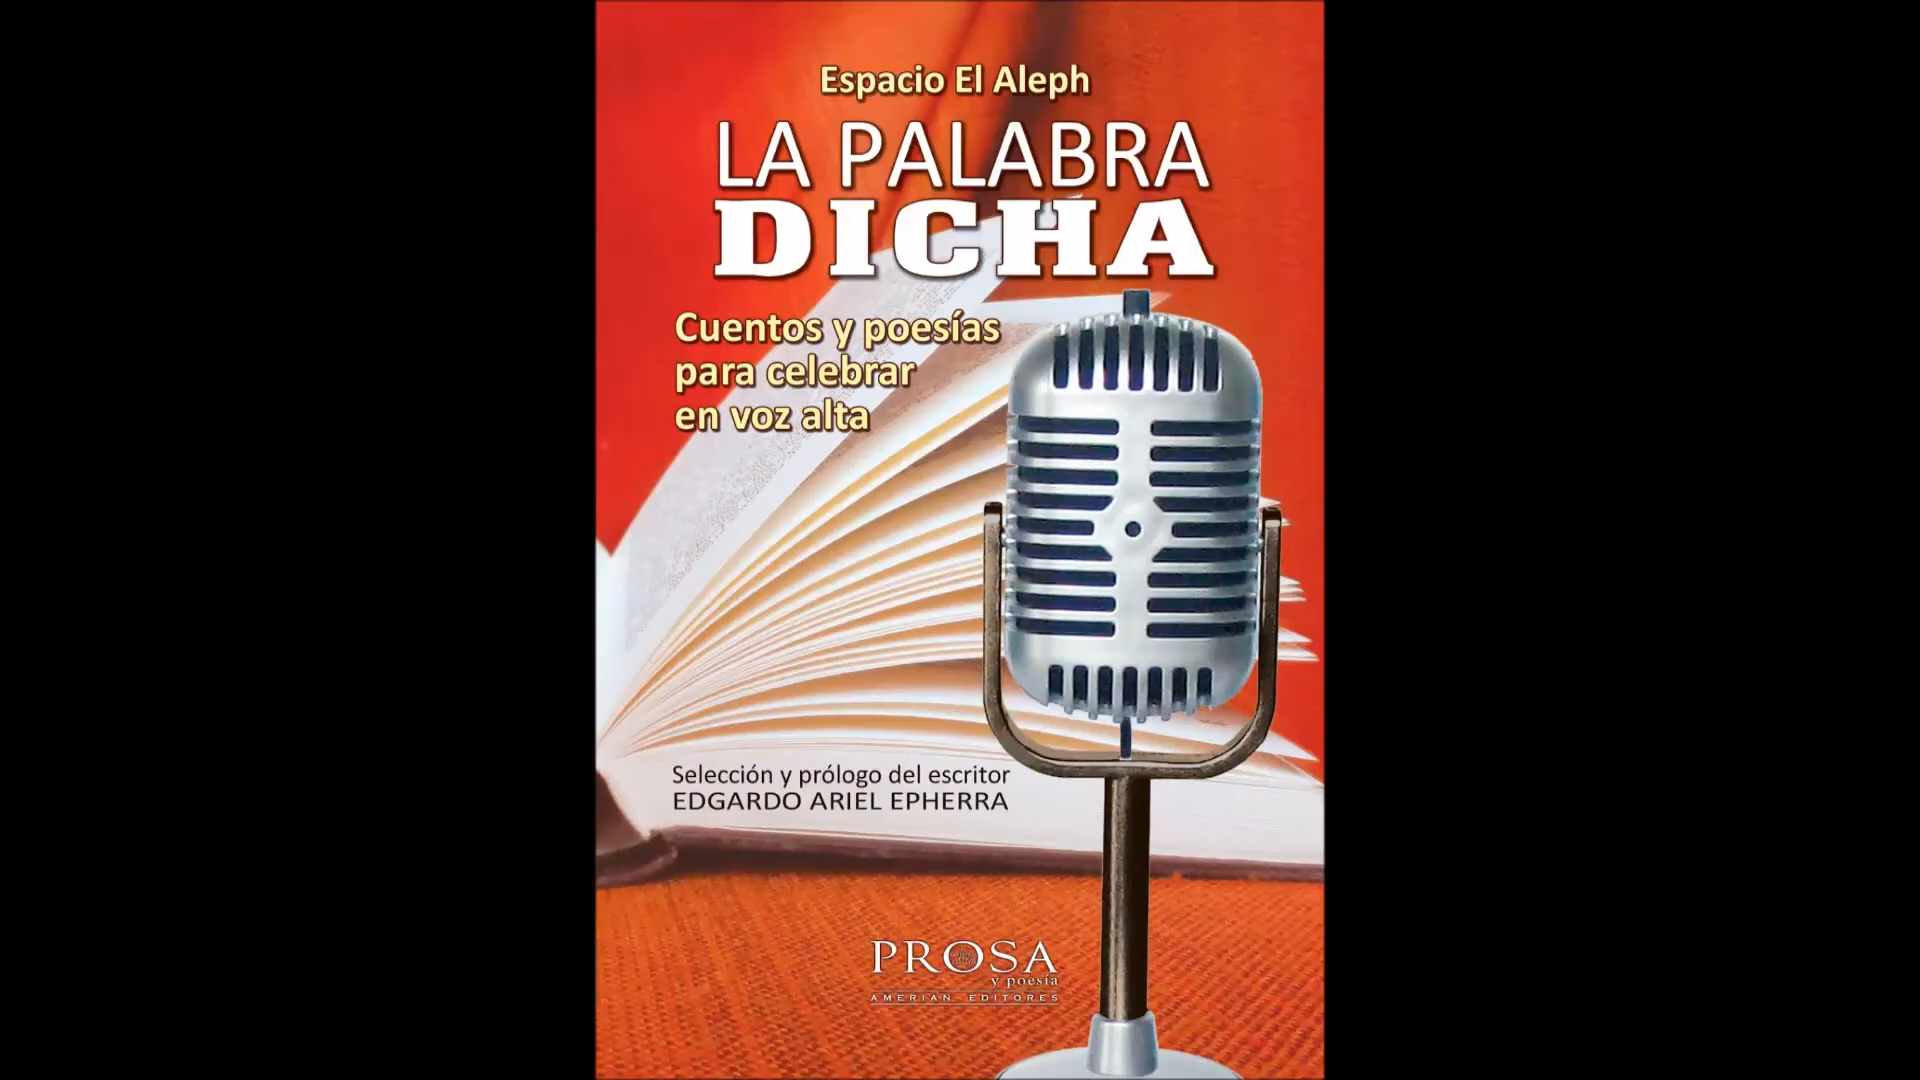 Espacio El Aleph
LA PALABRA
DICHA
Cuentos y poesías
para celebrar
en voz alta
Selección y prólogo del escritor
EDGARDO ARIEL EPHERRA
PROSA
y poesía
AMERIAN EDITORES